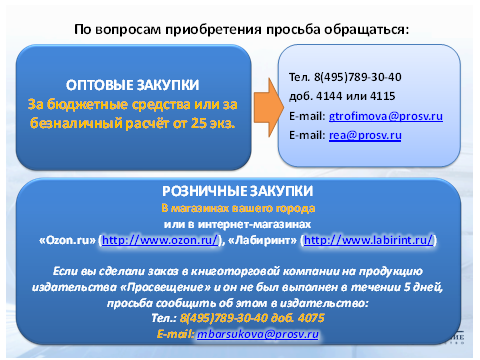 По вопросам приобретения просьба обращаться:
ОПТОВЫЕ ЗАКУПКИ
За бюджетные средства или за
безналичный расчёт от 25 экз.
Тел. 8(495)789-30-40
доб. 4144 или 4115
E-mail: gtrofimova@prosv.ru
E-mail: rea@prosv.ru
РОЗНИЧНЫЕ ЗАКУПКИ
В магазинах вашего города
или в интернет-магазинах
«Ozon.ru» (http://www.ozon.ru/), «Лабиринт» (http://www.labirint.ru/)
Если вы сделали заказ в книготорговой компании на продукцию
издательства «Просвещение» и он не был выполнен в течении 5 дней,
просьба сообщить об этом в издательство:
Тел.: 8(495)789-30-40 доб. 4075
E-mail: mbarsukova@prosv.ru